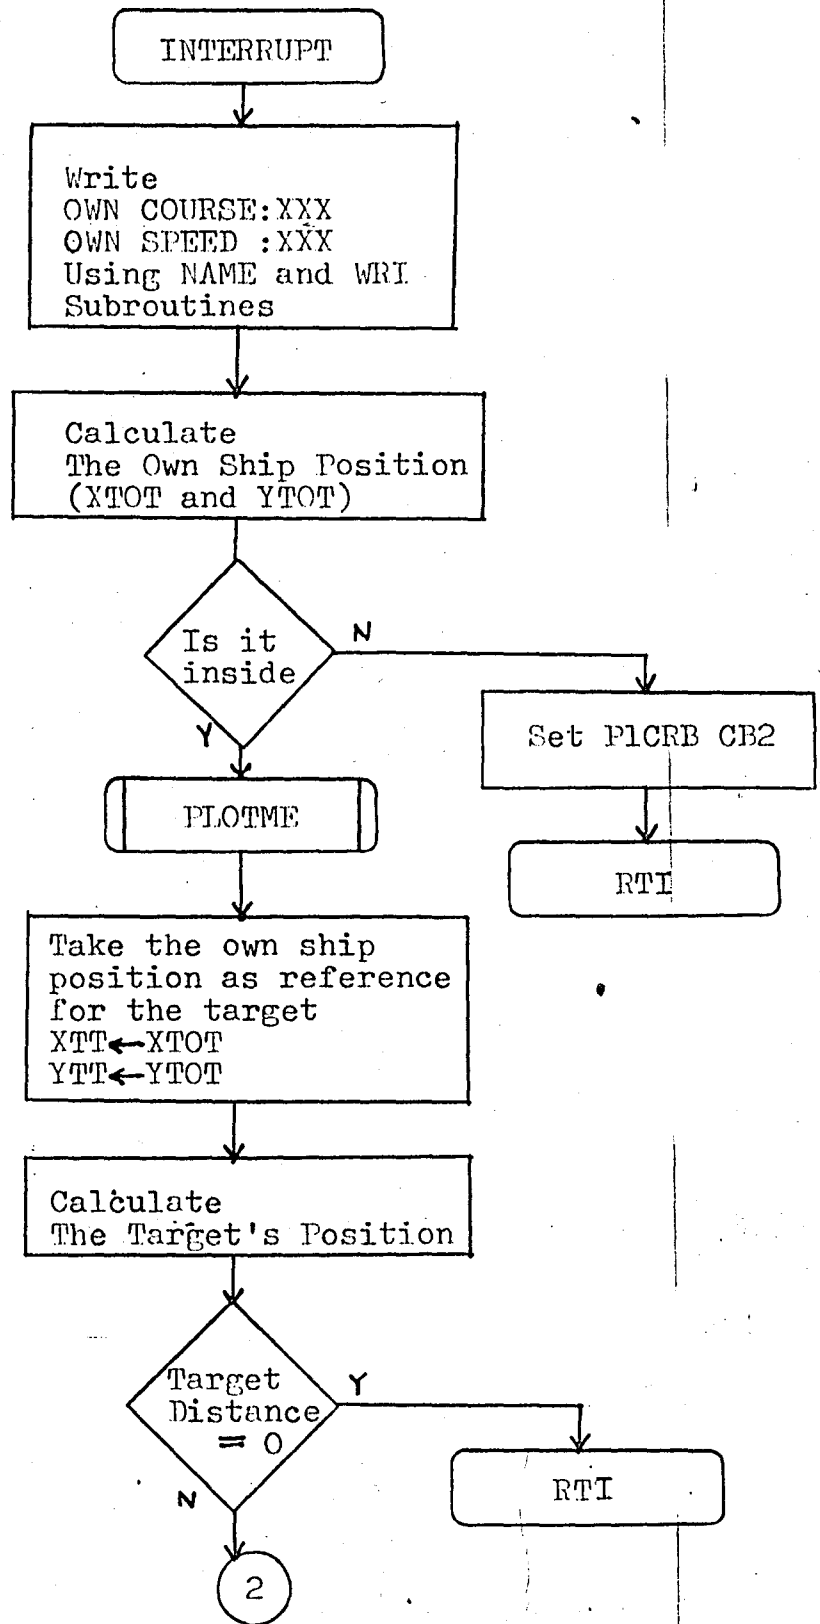 INTERRUPT
Write
OWN COURSE:XXX
OWN SPEED :XXX
Using NAME and WRI
Subroutines
Calculate
The Own Ship Position
(XTOT and YTOT)
Is it
inside
N
Y
Set P1CRB CB2
RTI
PLOTME
Take the own ship
position as reference
for the target
XTT←XTOT
YTT←YTOT
Calculate
The Target's Position
Target
Distance
= 0
Y
N
RTI
2